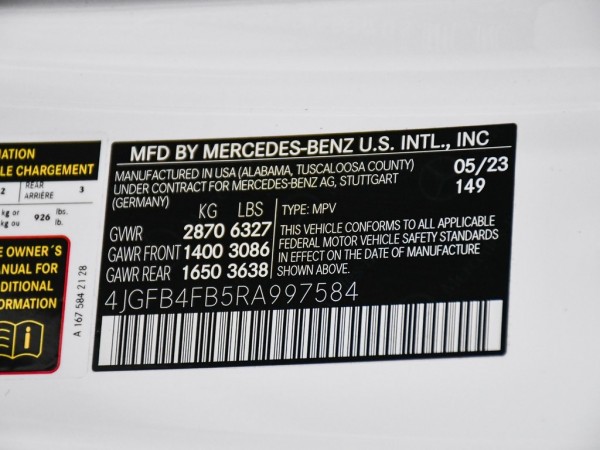 ATION
LE CHARGEMENT
2 REAR ARRIÈRE 3
kg or
kg ou 926 lbs. lb.
E OWNER´S
ANUAL FOR
DDITIONAL
FORMATION
i
A 167 584 21 28
MFD BY MERCEDES-BENZ U.S. INTL., INC
MANUFACTURED IN USA (ALABAMA, TUSCALOOSA COUNTY)
UNDER CONTRACT FOR MERCEDES-BENZ AG, STUTTGART
(GERMANY)
05/23
149
KG LBS
GVWR 2870 6327
GAWR FRONT 1400 3086
GAWR REAR 1650 3638
TYPE: MPV
THIS VEHICLE CONFORMS TO ALL APPLICABLE
FEDERAL MOTOR VEHICLE SAFETY STANDARDS
IN EFFECT ON THE DATE OF MANUFACTURE
SHOWN ABOVE.
4JGFB4FB5RA997584